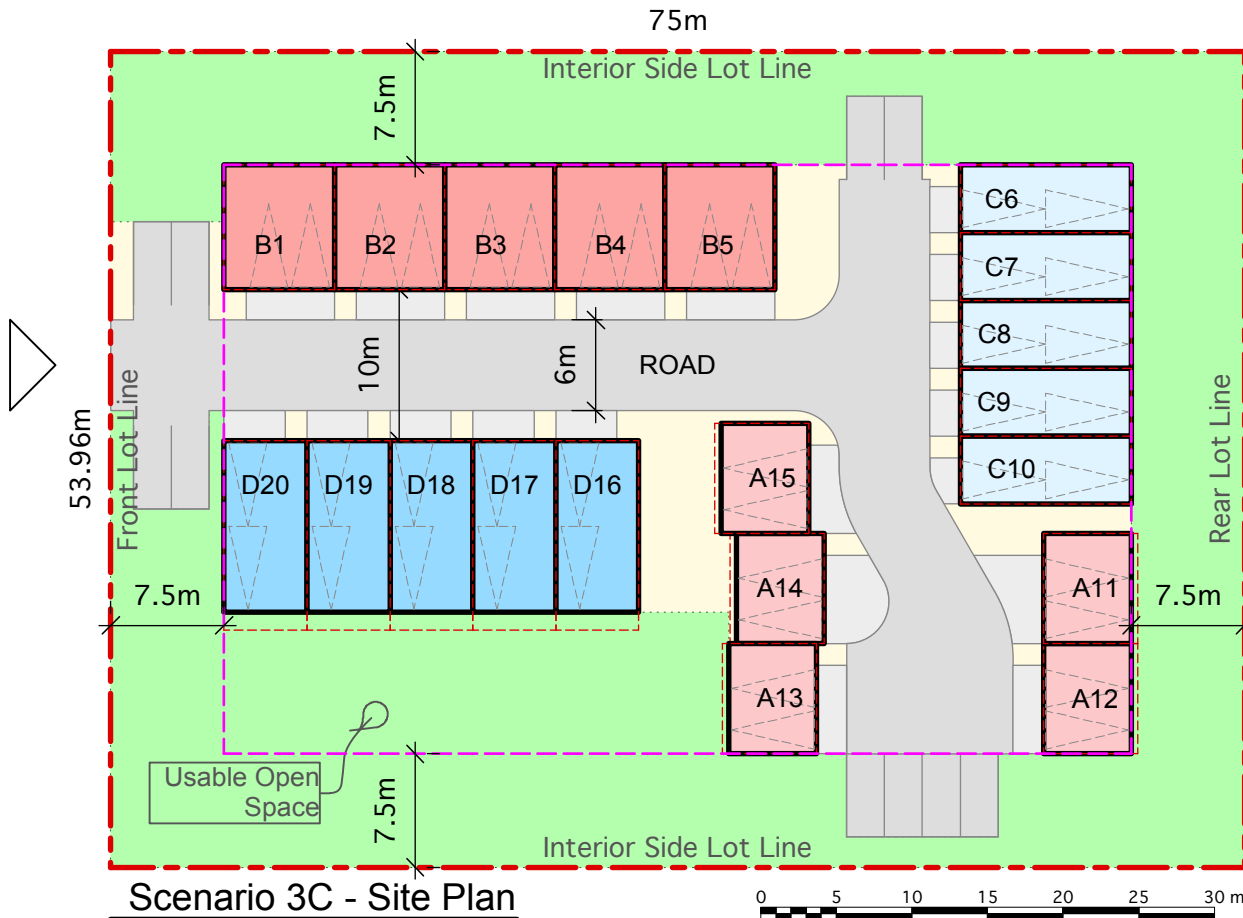 75m
Interior Side Lot Line
7.5m
B1
B2
B3
B4
B5
C6
C7
C8
C9
C10
10m
6m
ROAD
Front Lot Line
53.96m
Rear Lot Line
D20
D19
D18
D17
D16
A15
A14
A13
A11
A12
7.5m
7.5m
Usable Open
Space
7.5m
Interior Side Lot Line
Scenario 3C - Site Plan
0 5 10 15 20 25 30 m